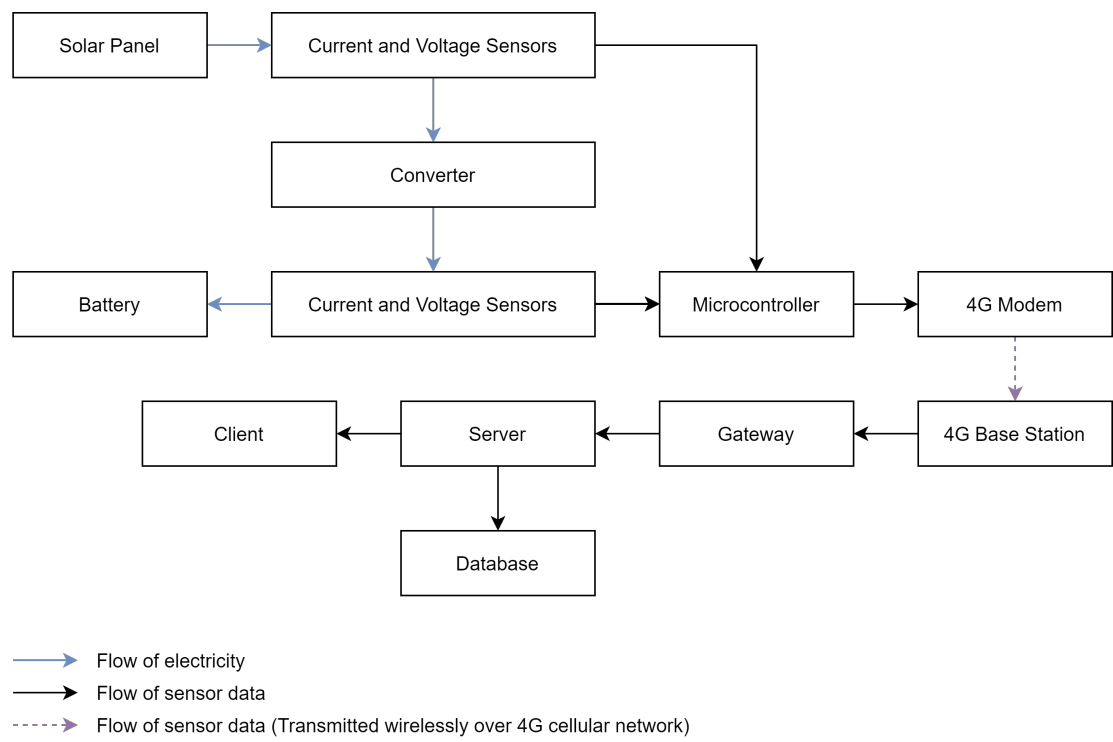 Solar Panel
Current and Voltage Sensors
Converter
Battery
Current and Voltage Sensors
Microcontroller
4G Modem
Client
Server
Gateway
4G Base Station
Database
Flow of electricity
Flow of sensor data
Flow of sensor data (Transmitted wirelessly over 4G cellular network)